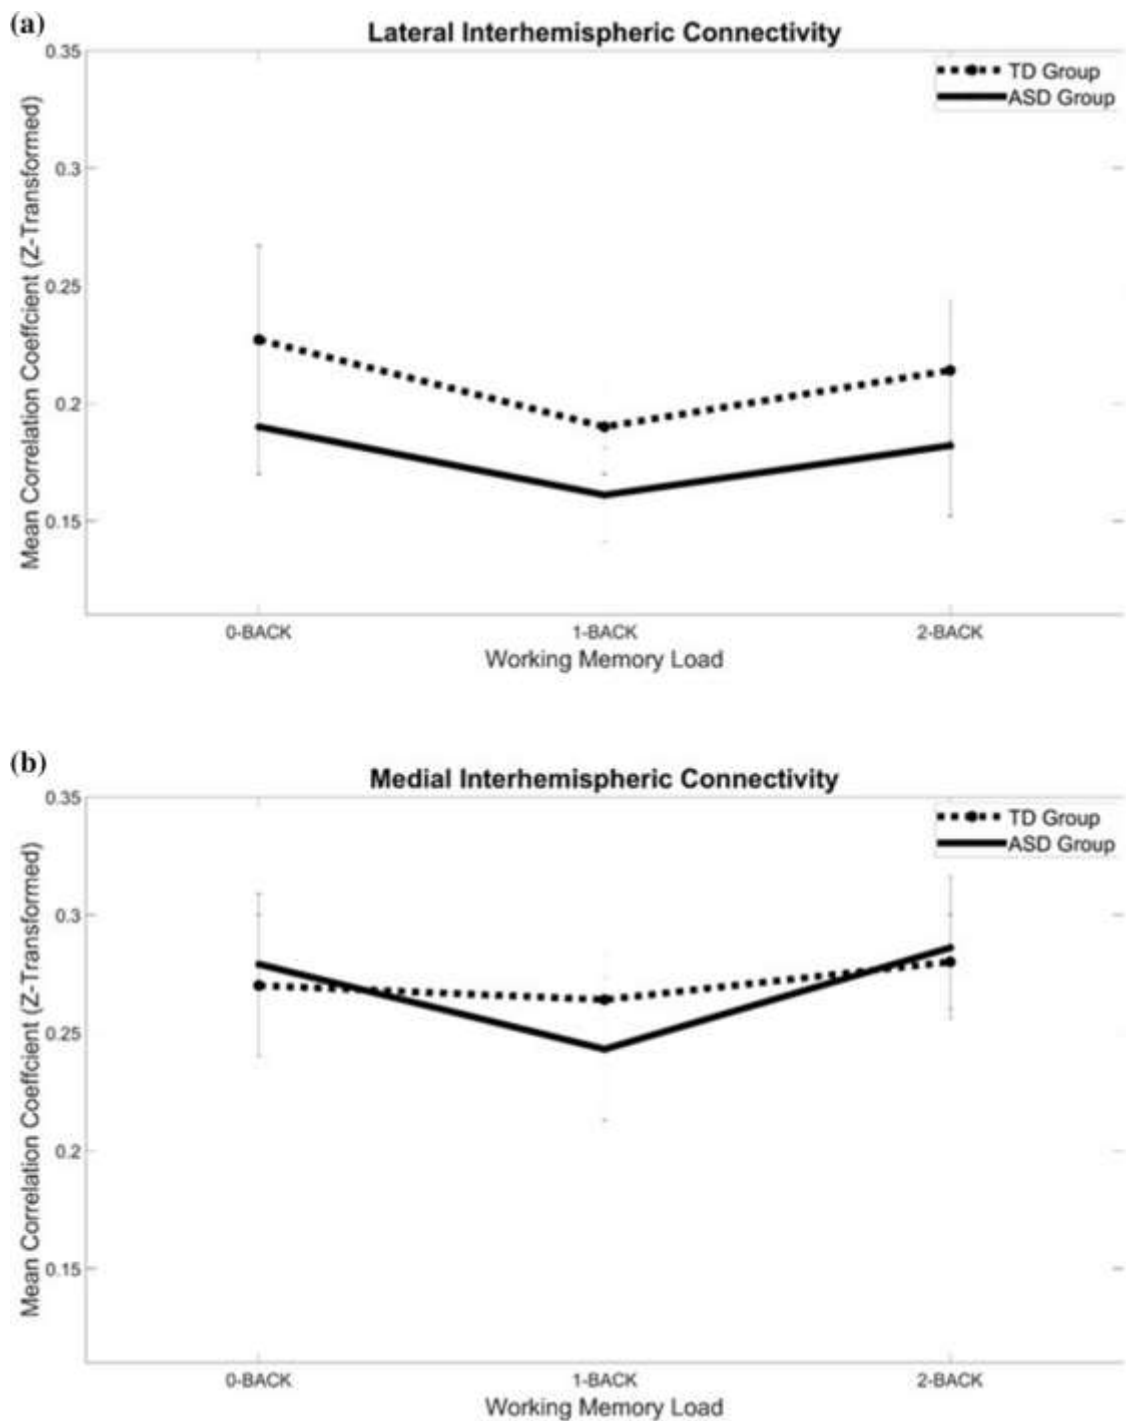 (a)
Lateral Interhemispheric Connectivity
Mean Correlation Coeffcient (Z-Transformed)
0.35
0.3
0.25
0.2
0.15
TD Group
ASD Group
0-BACK
1-BACK
2-BACK
Working Memory Load
(b)
Medial Interhemispheric Connectivity
Mean Correlation Coeffcient (Z-Transformed)
0.35
0.3
0.25
0.2
0.15
TD Group
ASD Group
0-BACK
1-BACK
2-BACK
Working Memory Load